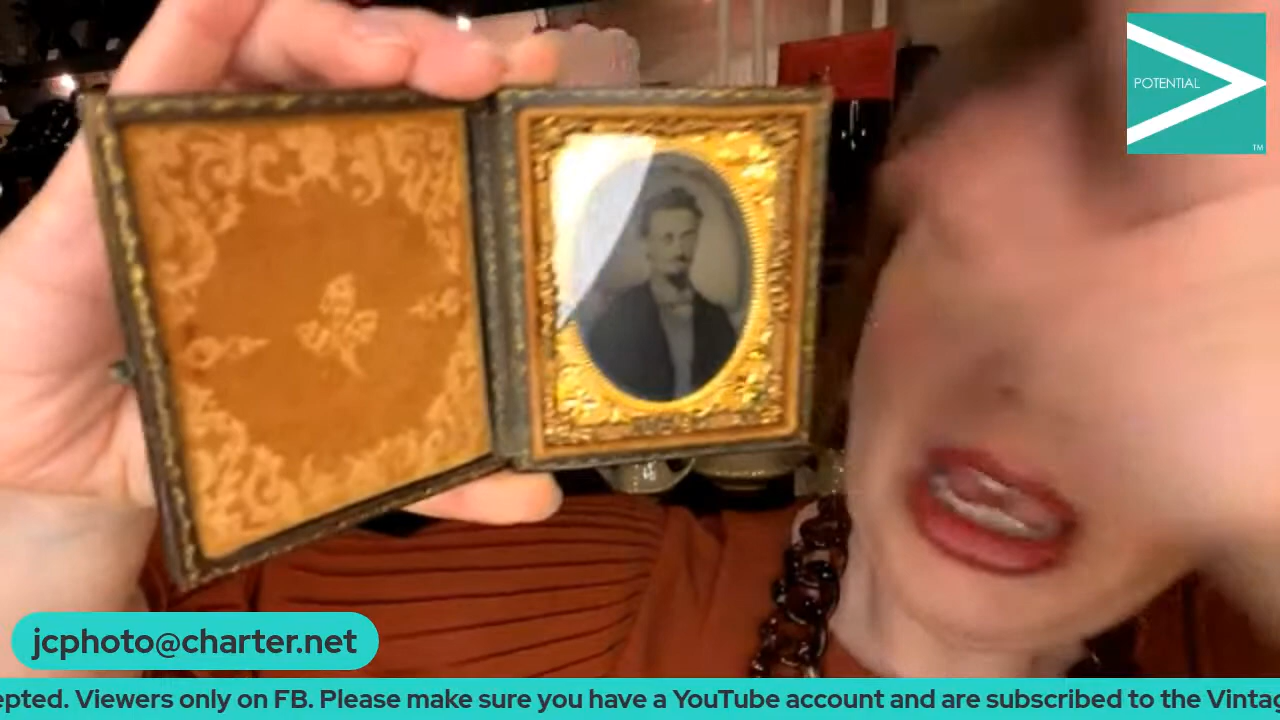 POTENTIAL
TM
jcphoto@charter.net
epted. Viewers only on FB. Please make sure you have a YouTube account and are subscribed to the Vintag